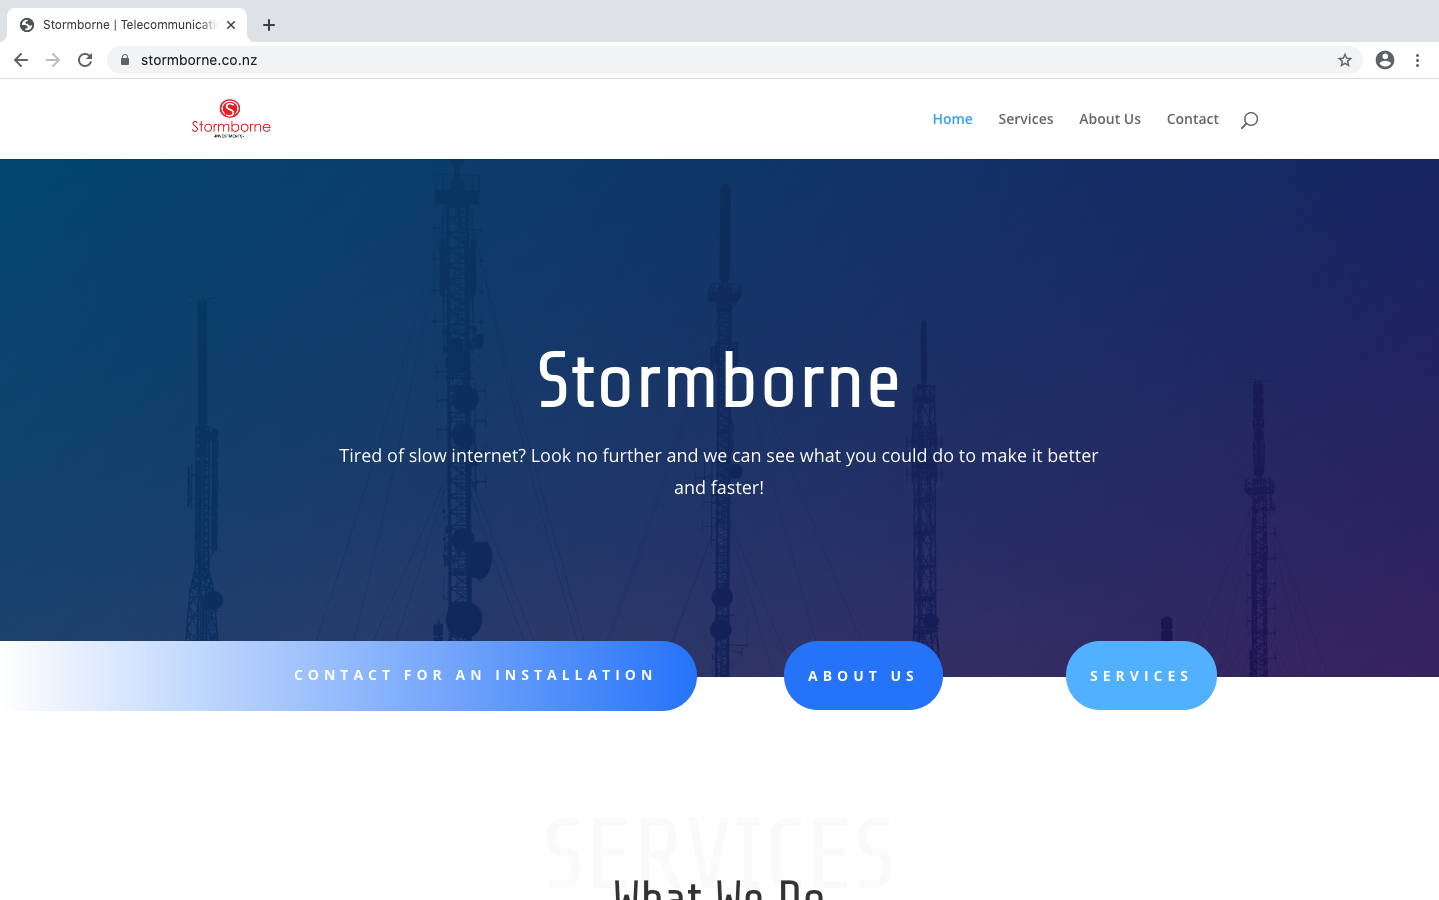 Stormborne | Telecommunicati
stormborne.co.nz
S
Stormborne
-INVESTMENTS-
Home
Services
About Us
Contact
Stormborne
Tired of slow internet? Look no further and we can see what you could do to make it better
and faster!
CONTACT FOR AN INSTALLATION
ABOUT US
SERVICES
SERVICES
What We Do